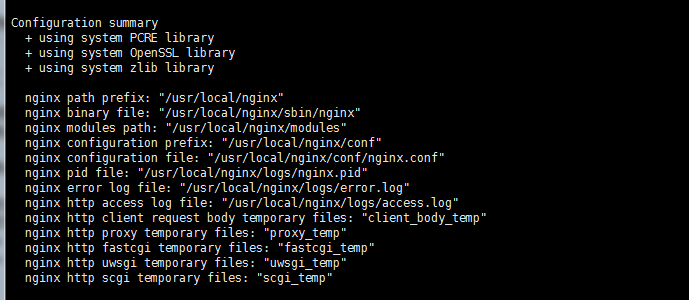 Configuration summary
+ using system PCRE library
+ using system OpenSSL library
+ using system zlib library
nginx path prefix: "/usr/local/nginx"
nginx binary file: "/usr/local/nginx/sbin/nginx"
nginx modules path: "/usr/local/nginx/modules"
nginx configuration prefix: "/usr/local/nginx/conf"
nginx configuration file: "/usr/local/nginx/conf/nginx.conf"
nginx pid file: "/usr/local/nginx/logs/nginx.pid"
nginx error log file: "/usr/local/nginx/logs/error.log"
nginx http access log file: "/usr/local/nginx/logs/access.log"
nginx http client request body temporary files: "client_body_temp"
nginx http proxy temporary files: "proxy_temp"
nginx http fastcgi temporary files: "fastcgi_temp"
nginx http uwsgi temporary files: "uwsgi_temp"
nginx http scgi temporary files: "scgi_temp"